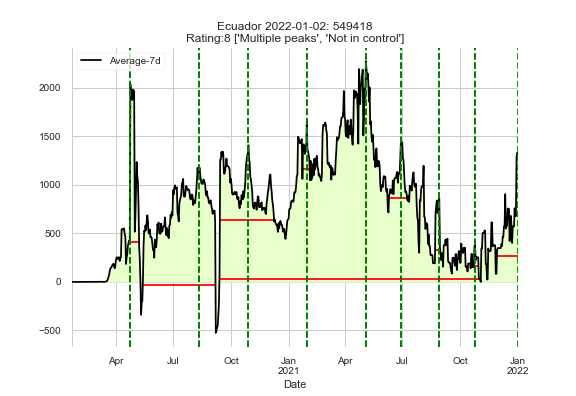 Ecuador 2022-01-02: 549418
Rating:8 ['Multiple peaks', 'Not in control']
Average-7d
2000
1500
1000
500
0
−500
Apr
Jul
Oct
Jan
2021
Apr
Jul
Oct
Jan
2022
Date